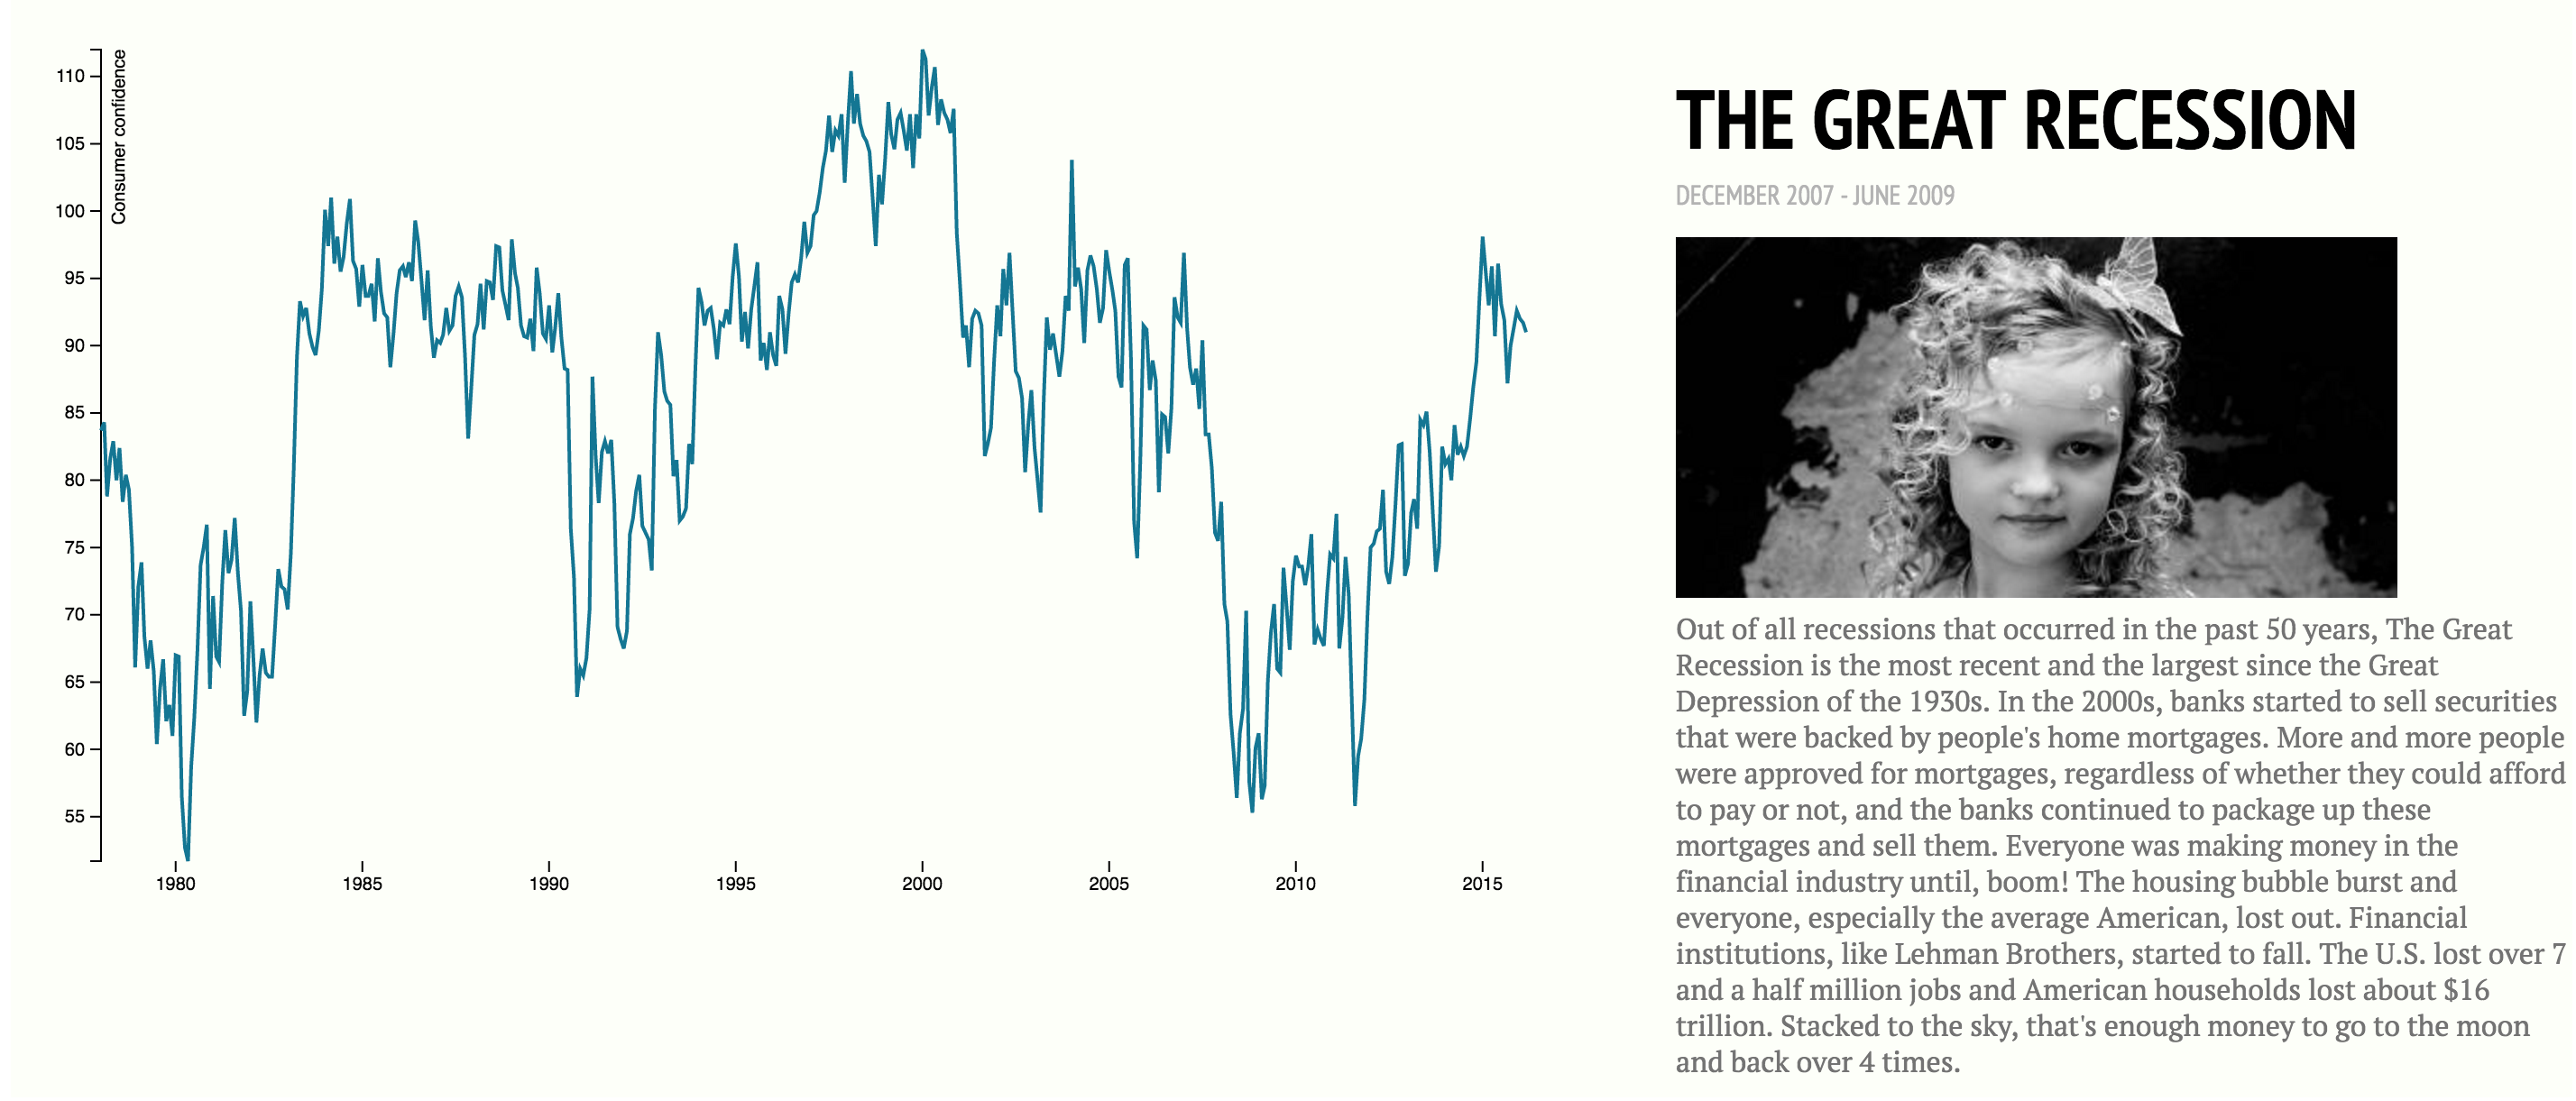 Consumer confidence
110
105
100
95
90
85
80
75
70
65
60
55
1980 1985 1990 1995 2000 2005 2010 2015
THE GREAT RECESSION
DECEMBER 2007 - JUNE 2009
Out of all recessions that occurred in the past 50 years, The Great
Recession is the most recent and the largest since the Great
Depression of the 1930s. In the 2000s, banks started to sell securities
that were backed by people's home mortgages. More and more people
were approved for mortgages, regardless of whether they could afford
to pay or not, and the banks continued to package up these
mortgages and sell them. Everyone was making money in the
financial industry until, boom! The housing bubble burst and
everyone, especially the average American, lost out. Financial
institutions, like Lehman Brothers, started to fall. The U.S. lost over 7
and a half million jobs and American households lost about $16
trillion. Stacked to the sky, that's enough money to go to the moon
and back over 4 times.